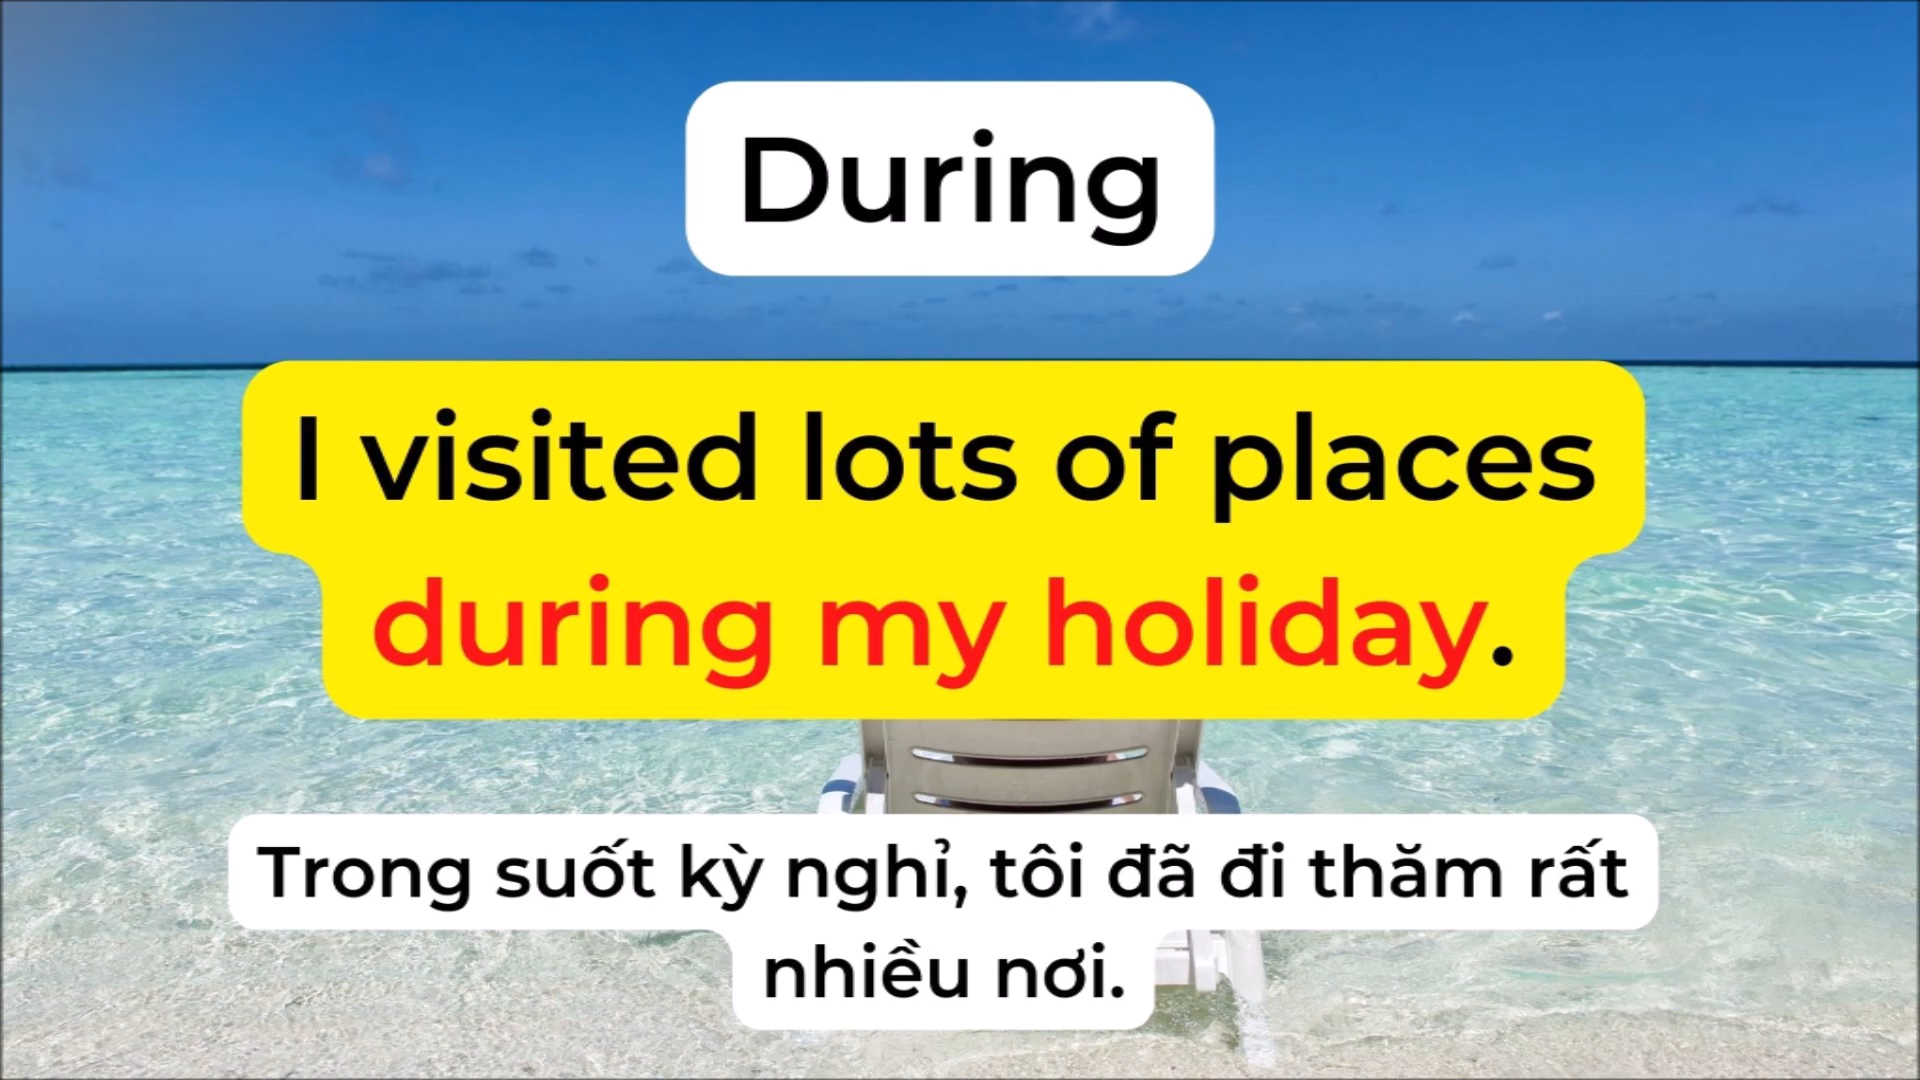 During
I visited lots of places
during my holiday.
Trong suốt kỳ nghỉ, tôi đã đi thăm rất
nhiều nơi.